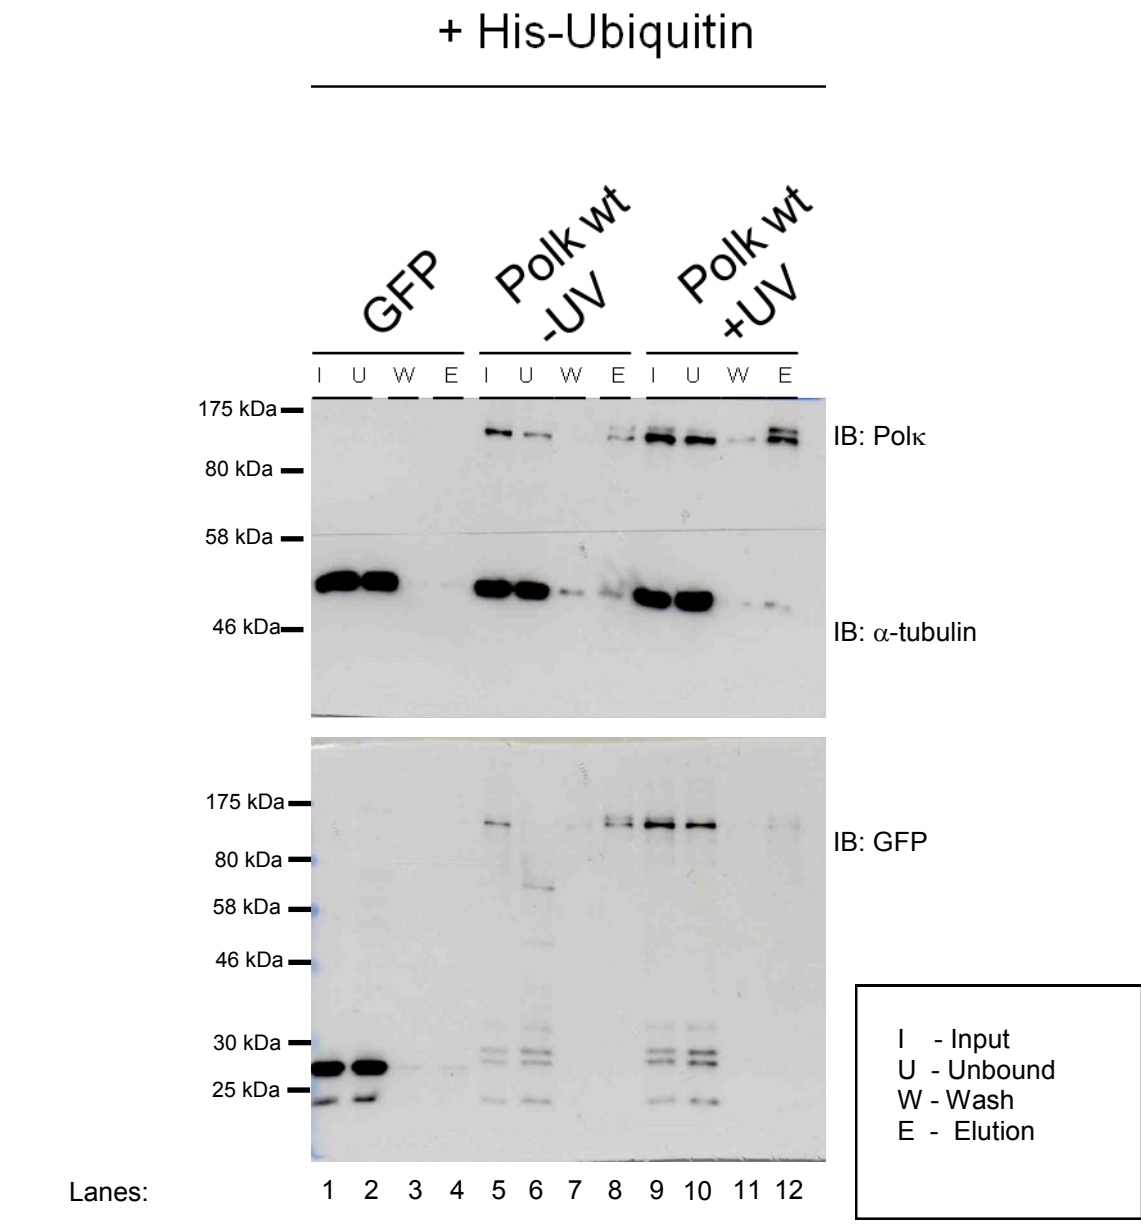 + His-Ubiquitin
GFP
Polk wt
-UV
Polk wt
+UV
I U W E I U W E I U W E
175 kDa
IB: Polκ
80 kDa
58 kDa
46 kDa
IB: α-tubulin
175 kDa
IB: GFP
80 kDa
58 kDa
46 kDa
30 kDa
25 kDa
I - Input
U - Unbound
W - Wash
E - Elution
Lanes: 1 2 3 4 5 6 7 8 9 10 11 12